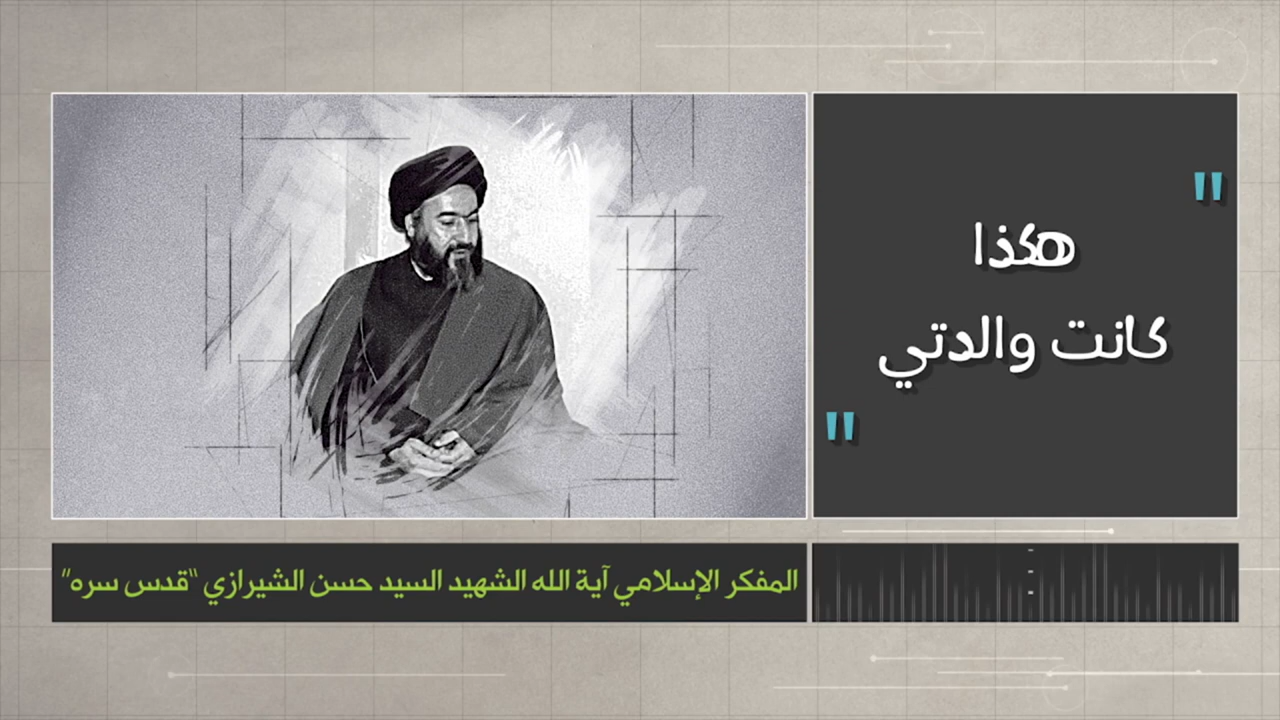 "
هكذا
كانت والدتي
"
المفكر الإسلامي آية الله الشهيد السيد حسن الشيرازي "قدس سره"